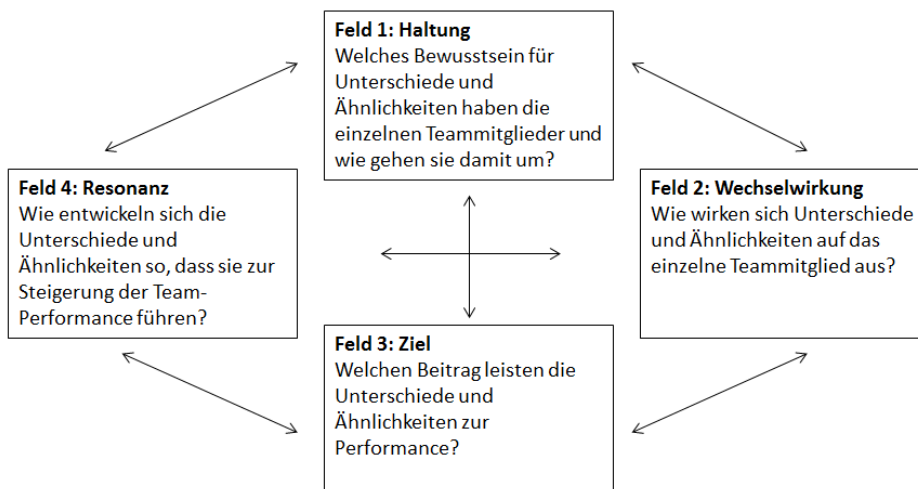 Feld 1: Haltung
Welches Bewusstsein für
Unterschiede und
Ähnlichkeiten haben die
einzelnen Teammitglieder und
wie gehen sie damit um?
Feld 4: Resonanz
Wie entwickeln sich die
Unterschiede und
Ähnlichkeiten so, dass sie zur
Steigerung der Team-
Performance führen?
Feld 2: Wechselwirkung
Wie wirken sich Unterschiede
und Ähnlichkeiten auf das
einzelne Teammitglied aus?
Feld 3: Ziel
Welchen Beitrag leisten die
Unterschiede und
Ähnlichkeiten zur
Performance?